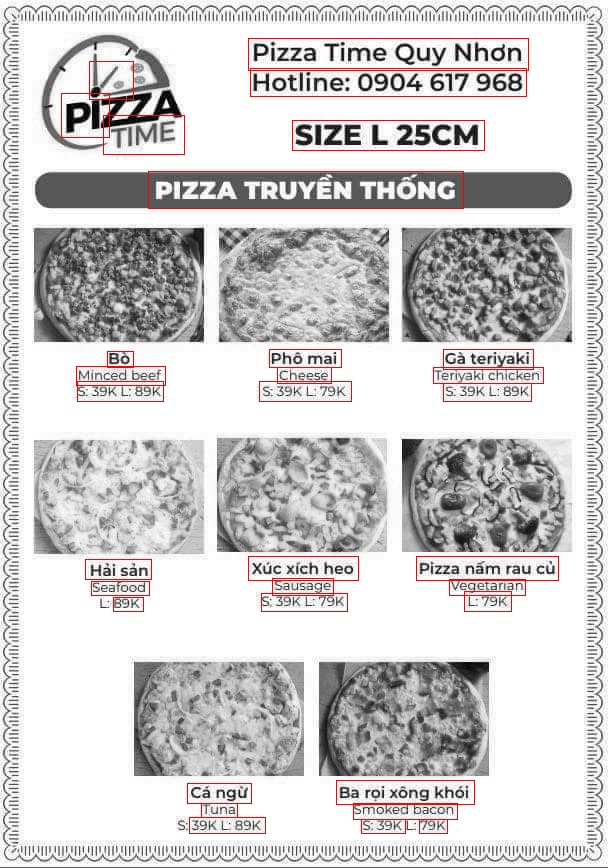 PIZZA
TIME
Pizza Time Quy Nhơn
Hotline: 0904 617 968
SIZE L 25CM
PIZZA TRUYỀN THỐNG
Bò
Minced beef
S: 39K L: 89K
Phô mai
Cheese
S: 39K L: 79K
Gà teriyaki
Teriyaki chicken
S: 39K L: 89K
Hải sản
Seafood
L: 89K
Xúc xích heo
Sausage
S: 39K L: 79K
Pizza nấm rau củ
Vegetarian
L: 79K
Cá ngừ
Tuna
S: 39K L: 89K
Ba rọi xông khói
Smoked bacon
S: 39K L: 79K